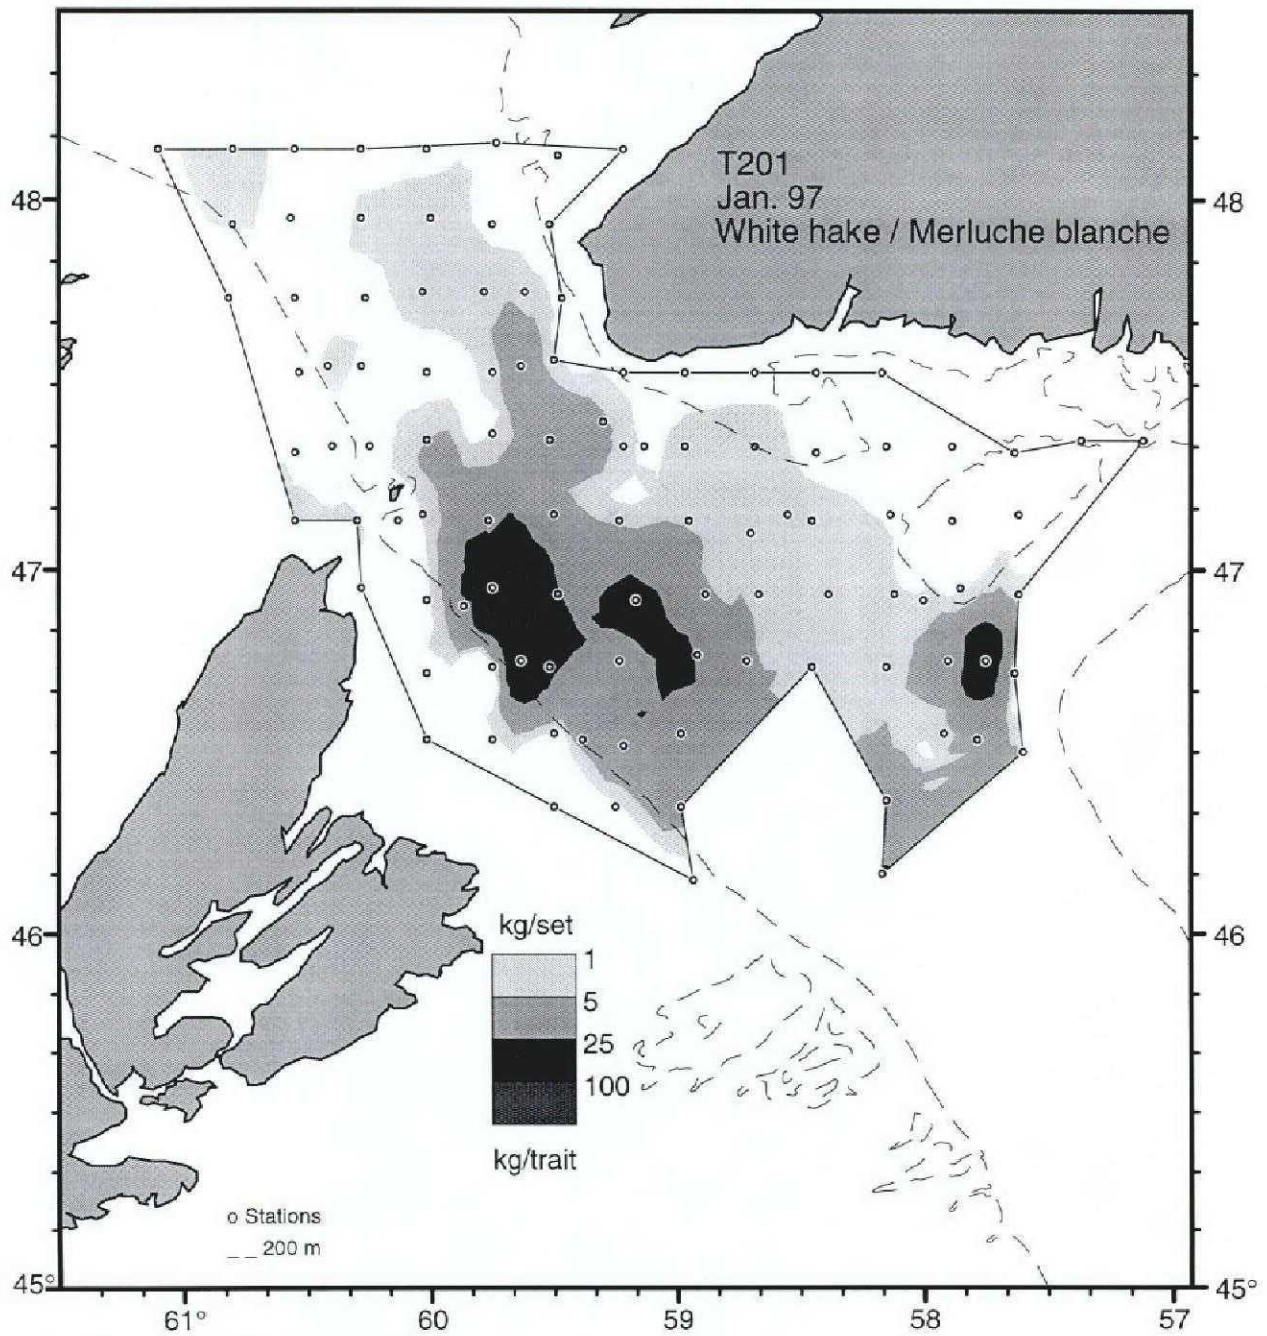 T201
Jan. 97
White hake / Merluche blanche
48
48
47
47
46
46
45°
45°
kg/set
1
5
25
100
kg/trait
o Stations
_ _ 200 m
61°
60
59
58
57